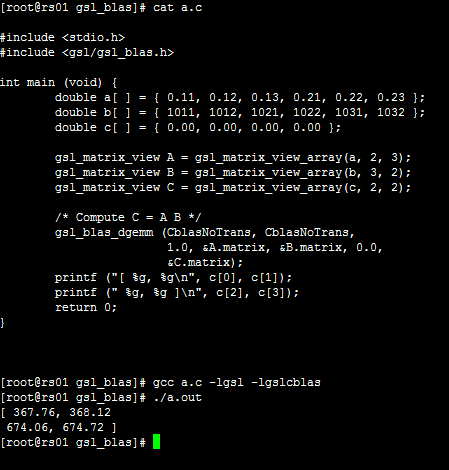 [root@rs01 gsl_blas]# cat a.c
#include <stdio.h>
#include <gsl/gsl_blas.h>
int main (void) {
double a[ ] = { 0.11, 0.12, 0.13, 0.21, 0.22, 0.23 };
double b[ ] = { 1011, 1012, 1021, 1022, 1031, 1032 };
double c[ ] = { 0.00, 0.00, 0.00, 0.00 };
gsl_matrix_view A = gsl_matrix_view_array(a, 2, 3);
gsl_matrix_view B = gsl_matrix_view_array(b, 3, 2);
gsl_matrix_view C = gsl_matrix_view_array(c, 2, 2);
/* Compute C = A B */
gsl_blas_dgemm (CblasNoTrans, CblasNoTrans,
1.0, &A.matrix, &B.matrix, 0.0,
&C.matrix);
printf ("[ %g, %g\n", c[0], c[1]);
printf (" %g, %g ]\n", c[2], c[3]);
return 0;
}
[root@rs01 gsl_blas]# gcc a.c -lgsl -lgslcblas
[root@rs01 gsl_blas]# ./a.out
[ 367.76, 368.12
674.06, 674.72 ]
[root@rs01 gsl_blas]#